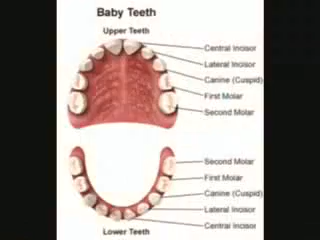 Baby Teeth
Upper Teeth
Central Incisor
Lateral Incisor
Canine (Cuspid)
First Molar
Second Molar
Second Molar
First Molar
Canine (Cuspid)
Lateral Incisor
Central Incisor
Lower Teeth